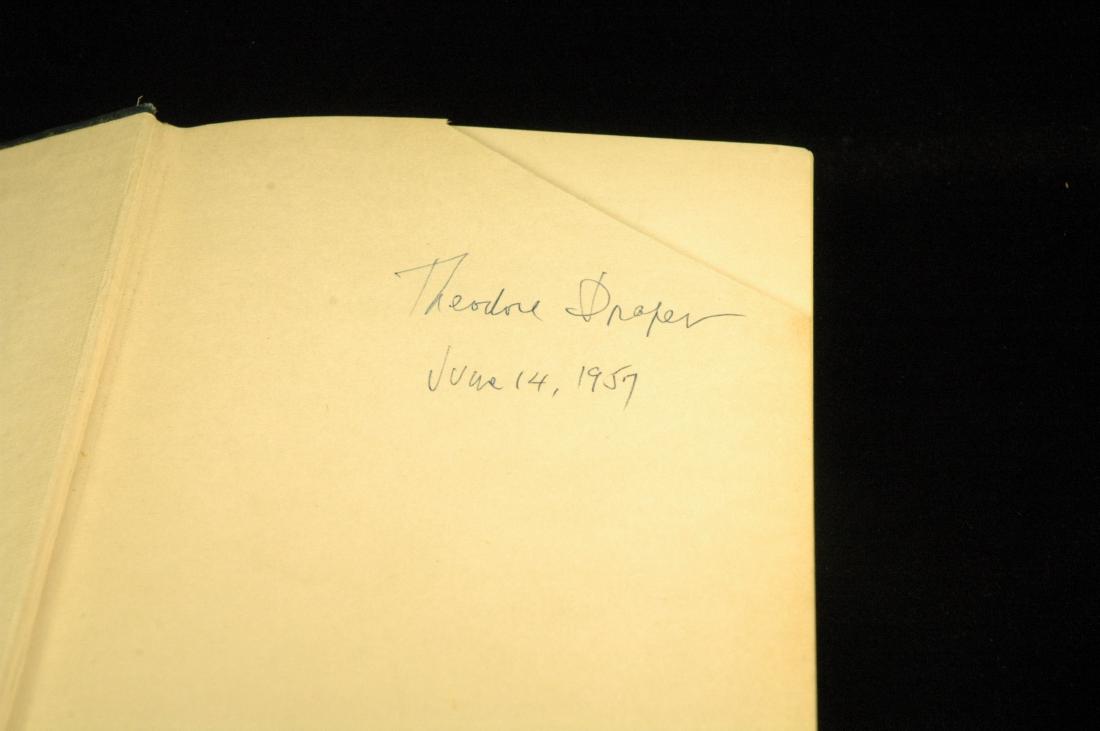 Theodore Draper
June 14, 1957